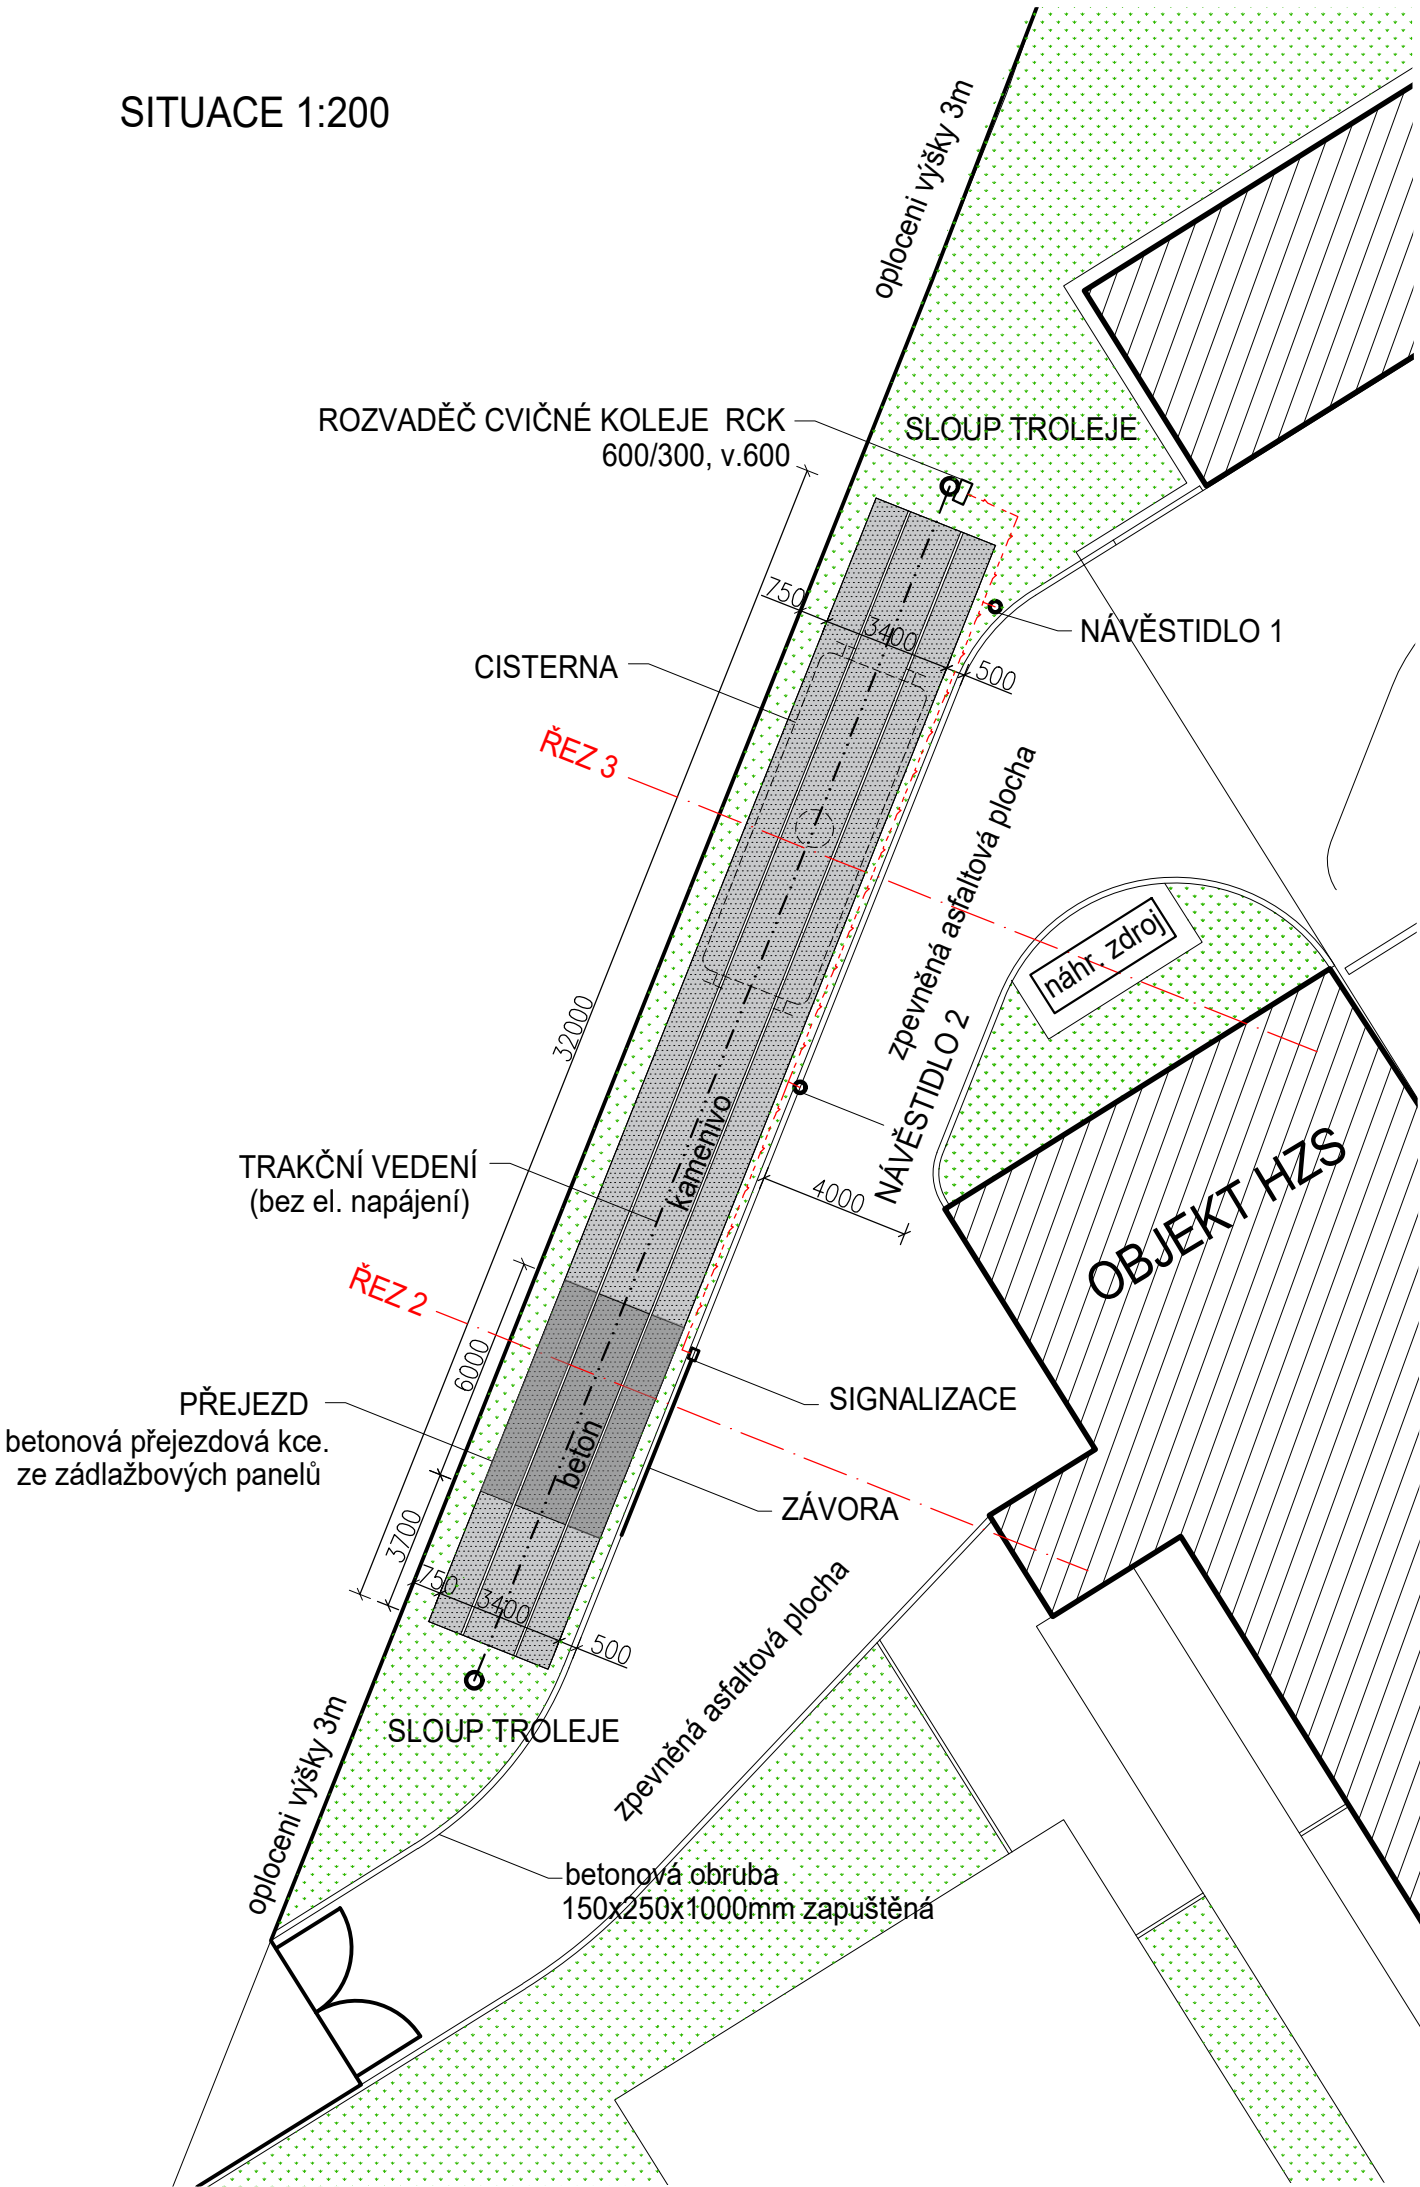 SITUACE 1:200
oploceni výšky 3m
ROZVADĚČ CVIČNÉ KOLEJE RCK
600/300, v.600
SLOUP TROLEJE
750
3400
500
NÁVĚSTIDLO 1
CISTERNA
ŘEZ 3
zpevněná asfaltová plocha
náhr. zdroj
32000
NÁVĚSTIDLO 2
kamenivo
TRAKČNÍ VEDENÍ
(bez el. napájení)
4000
OBJEKT HZS
ŘEZ 2
6000
PŘEJEZD
betonová přejezdová kce.
ze zádlažbových panelů
SIGNALIZACE
beton
ZÁVORA
3700
750
3400
500
zpevněná asfaltová plocha
SLOUP TROLEJE
oploceni výšky 3m
betonová obruba
150x250x1000mm zapuštěná